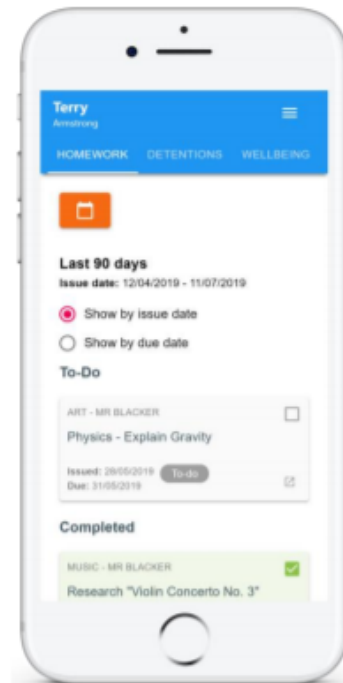 Terry
Armstrong
HOMEWORK DETENTIONS WELLBEING
Last 90 days
Issue date: 12/04/2019 - 11/07/2019
Show by issue date
Show by due date
To-Do
ART - MR BLACKER
Physics - Explain Gravity
Issued: 28/05/2019 To-do
Due: 31/05/2019
Completed
MUSIC - MR BLACKER
Research "Violin Concerto No. 3"